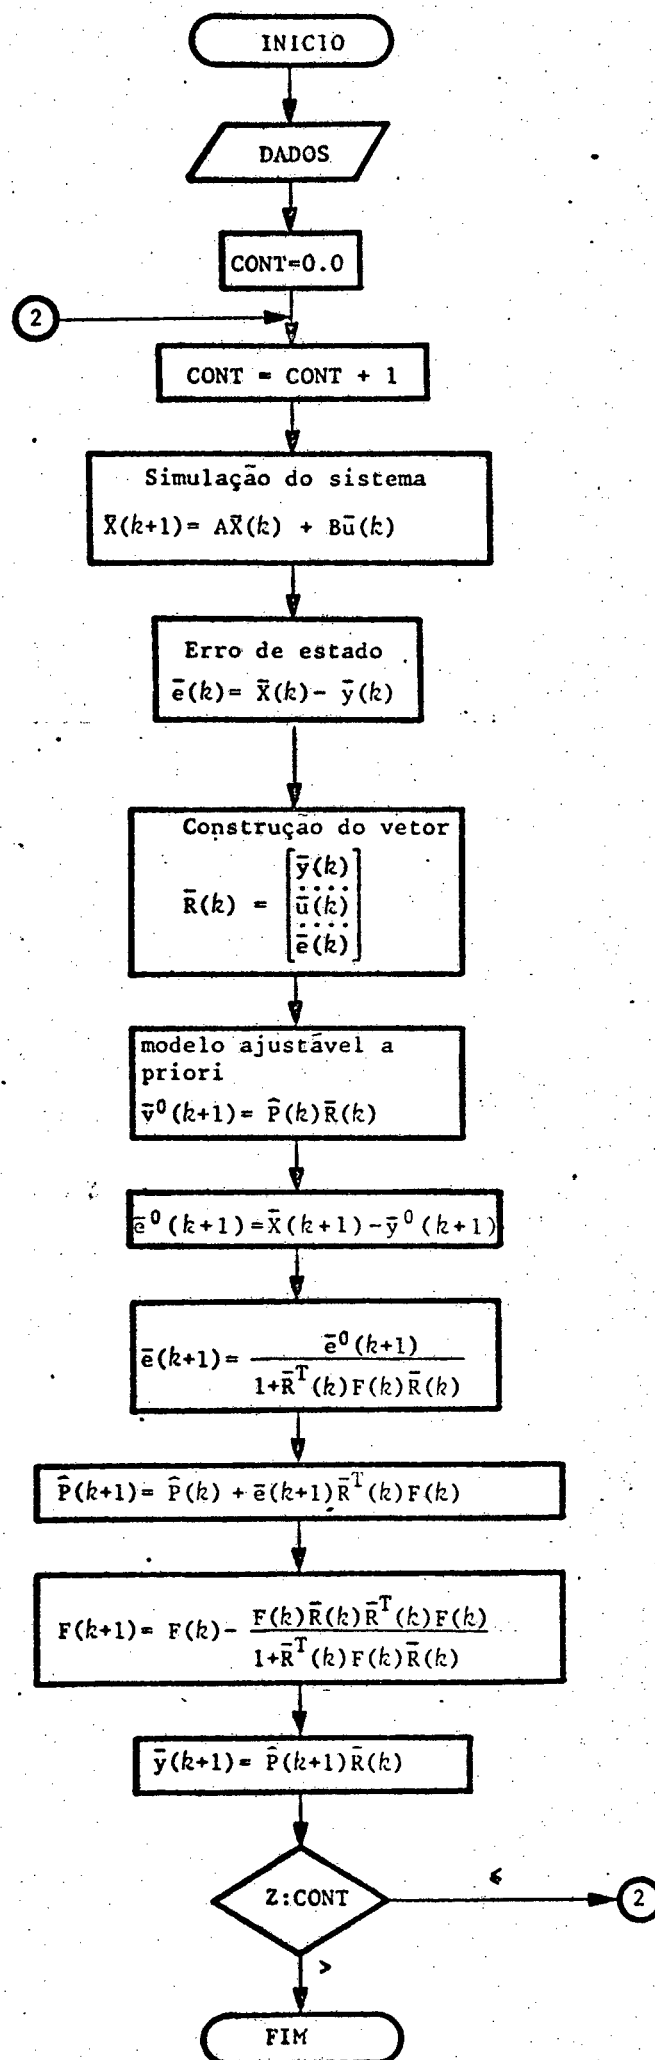 INICIO
DADOS
CONT=0.0
2
CONT = CONT + 1
Simulação do sistema
X̄(k+1)= AX̄(k) + Bū(k)
Erro de estado
ē(k)= X̄(k)- ȳ(k)
Construção do vetor
ȳ(k)
R̄(k) = ū(k)
ē(k)
modelo ajustável a
priori
v̄⁰(k+1)= P̂(k)R̄(k)
ē⁰(k+1)=X̄(k+1)-ȳ⁰(k+1)
ē⁰(k+1)
ē(k+1)=
1+R̄ᵀ(k)F(k)R̄(k)
P̂(k+1)= P̂(k) + ē(k+1)R̄ᵀ(k)F(k)
F(k)R̄(k)R̄ᵀ(k)F(k)
F(k+1)= F(k)-
1+R̄ᵀ(k)F(k)R̄(k)
ȳ(k+1)= P̂(k+1)R̄(k)
≤
Z:CONT
2
>
FIM